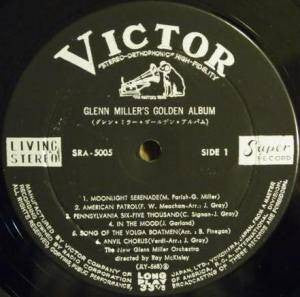 VICTOR
"STEREO-ORTHOPHONIC" HIGH-FIDELITY
GLENN MILLER'S GOLDEN ALBUM
(グレン・ミラー・ゴールデン・アルバム)
LIVING STEREO
SRA-5005
SIDE 1
Super RECORD
1. MOONLIGHT SERENADE(M. Parish-G. Miller)
2. AMERICAN PATROL(F. W. Meacham-Arr., J. Gray)
3. PENNSYLVANIA SIX-FIVE THOUSAND(C. Signon-J. Gray)
4. IN THE MOOD(J. Garland)
5. SONG OF THE VOLGA BOATMEN(Arr., B. Finegan)
6. ANVIL CHORUS(Verdi-Arr., J. Gray)
The New Glenn Miller Orchestra
directed by Ray McKinley
LONG PLAY